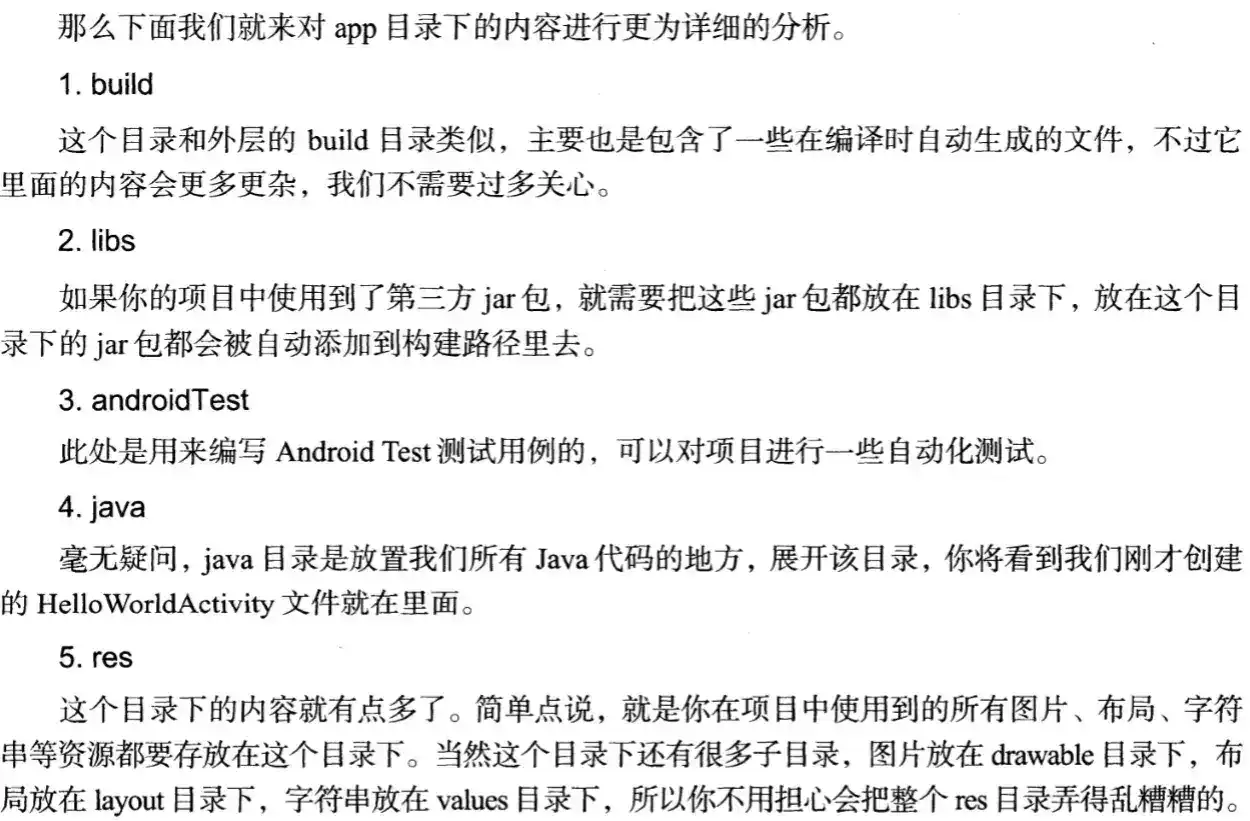 那么下面我们就来对 app 目录下的内容进行更为详细的分析。
1. build
这个目录和外层的 build 目录类似，主要也是包含了一些在编译时自动生成的文件，不过它
里面的内容会更多更杂，我们不需要过多关心。
2. libs
如果你的项目中使用到了第三方 jar 包，就需要把这些 jar 包都放在 libs 目录下，放在这个目
录下的 jar 包都会被自动添加到构建路径里去。
3. androidTest
此处是用来编写 Android Test 测试用例的，可以对项目进行一些自动化测试。
4. java
毫无疑问，java 目录是放置我们所有 Java 代码的地方，展开该目录，你将看到我们刚才创建
的 HelloWorldActivity 文件就在里面。
5. res
这个目录下的内容就有点多了。简单点说，就是你在项目中使用到的所有图片、布局、字符
串等资源都要存放在这个目录下。当然这个目录下还有很多子目录，图片放在 drawable 目录下，布
局放在 layout 目录下，字符串放在 values 目录下，所以你不用担心会把整个 res 目录弄得乱糟糟的。